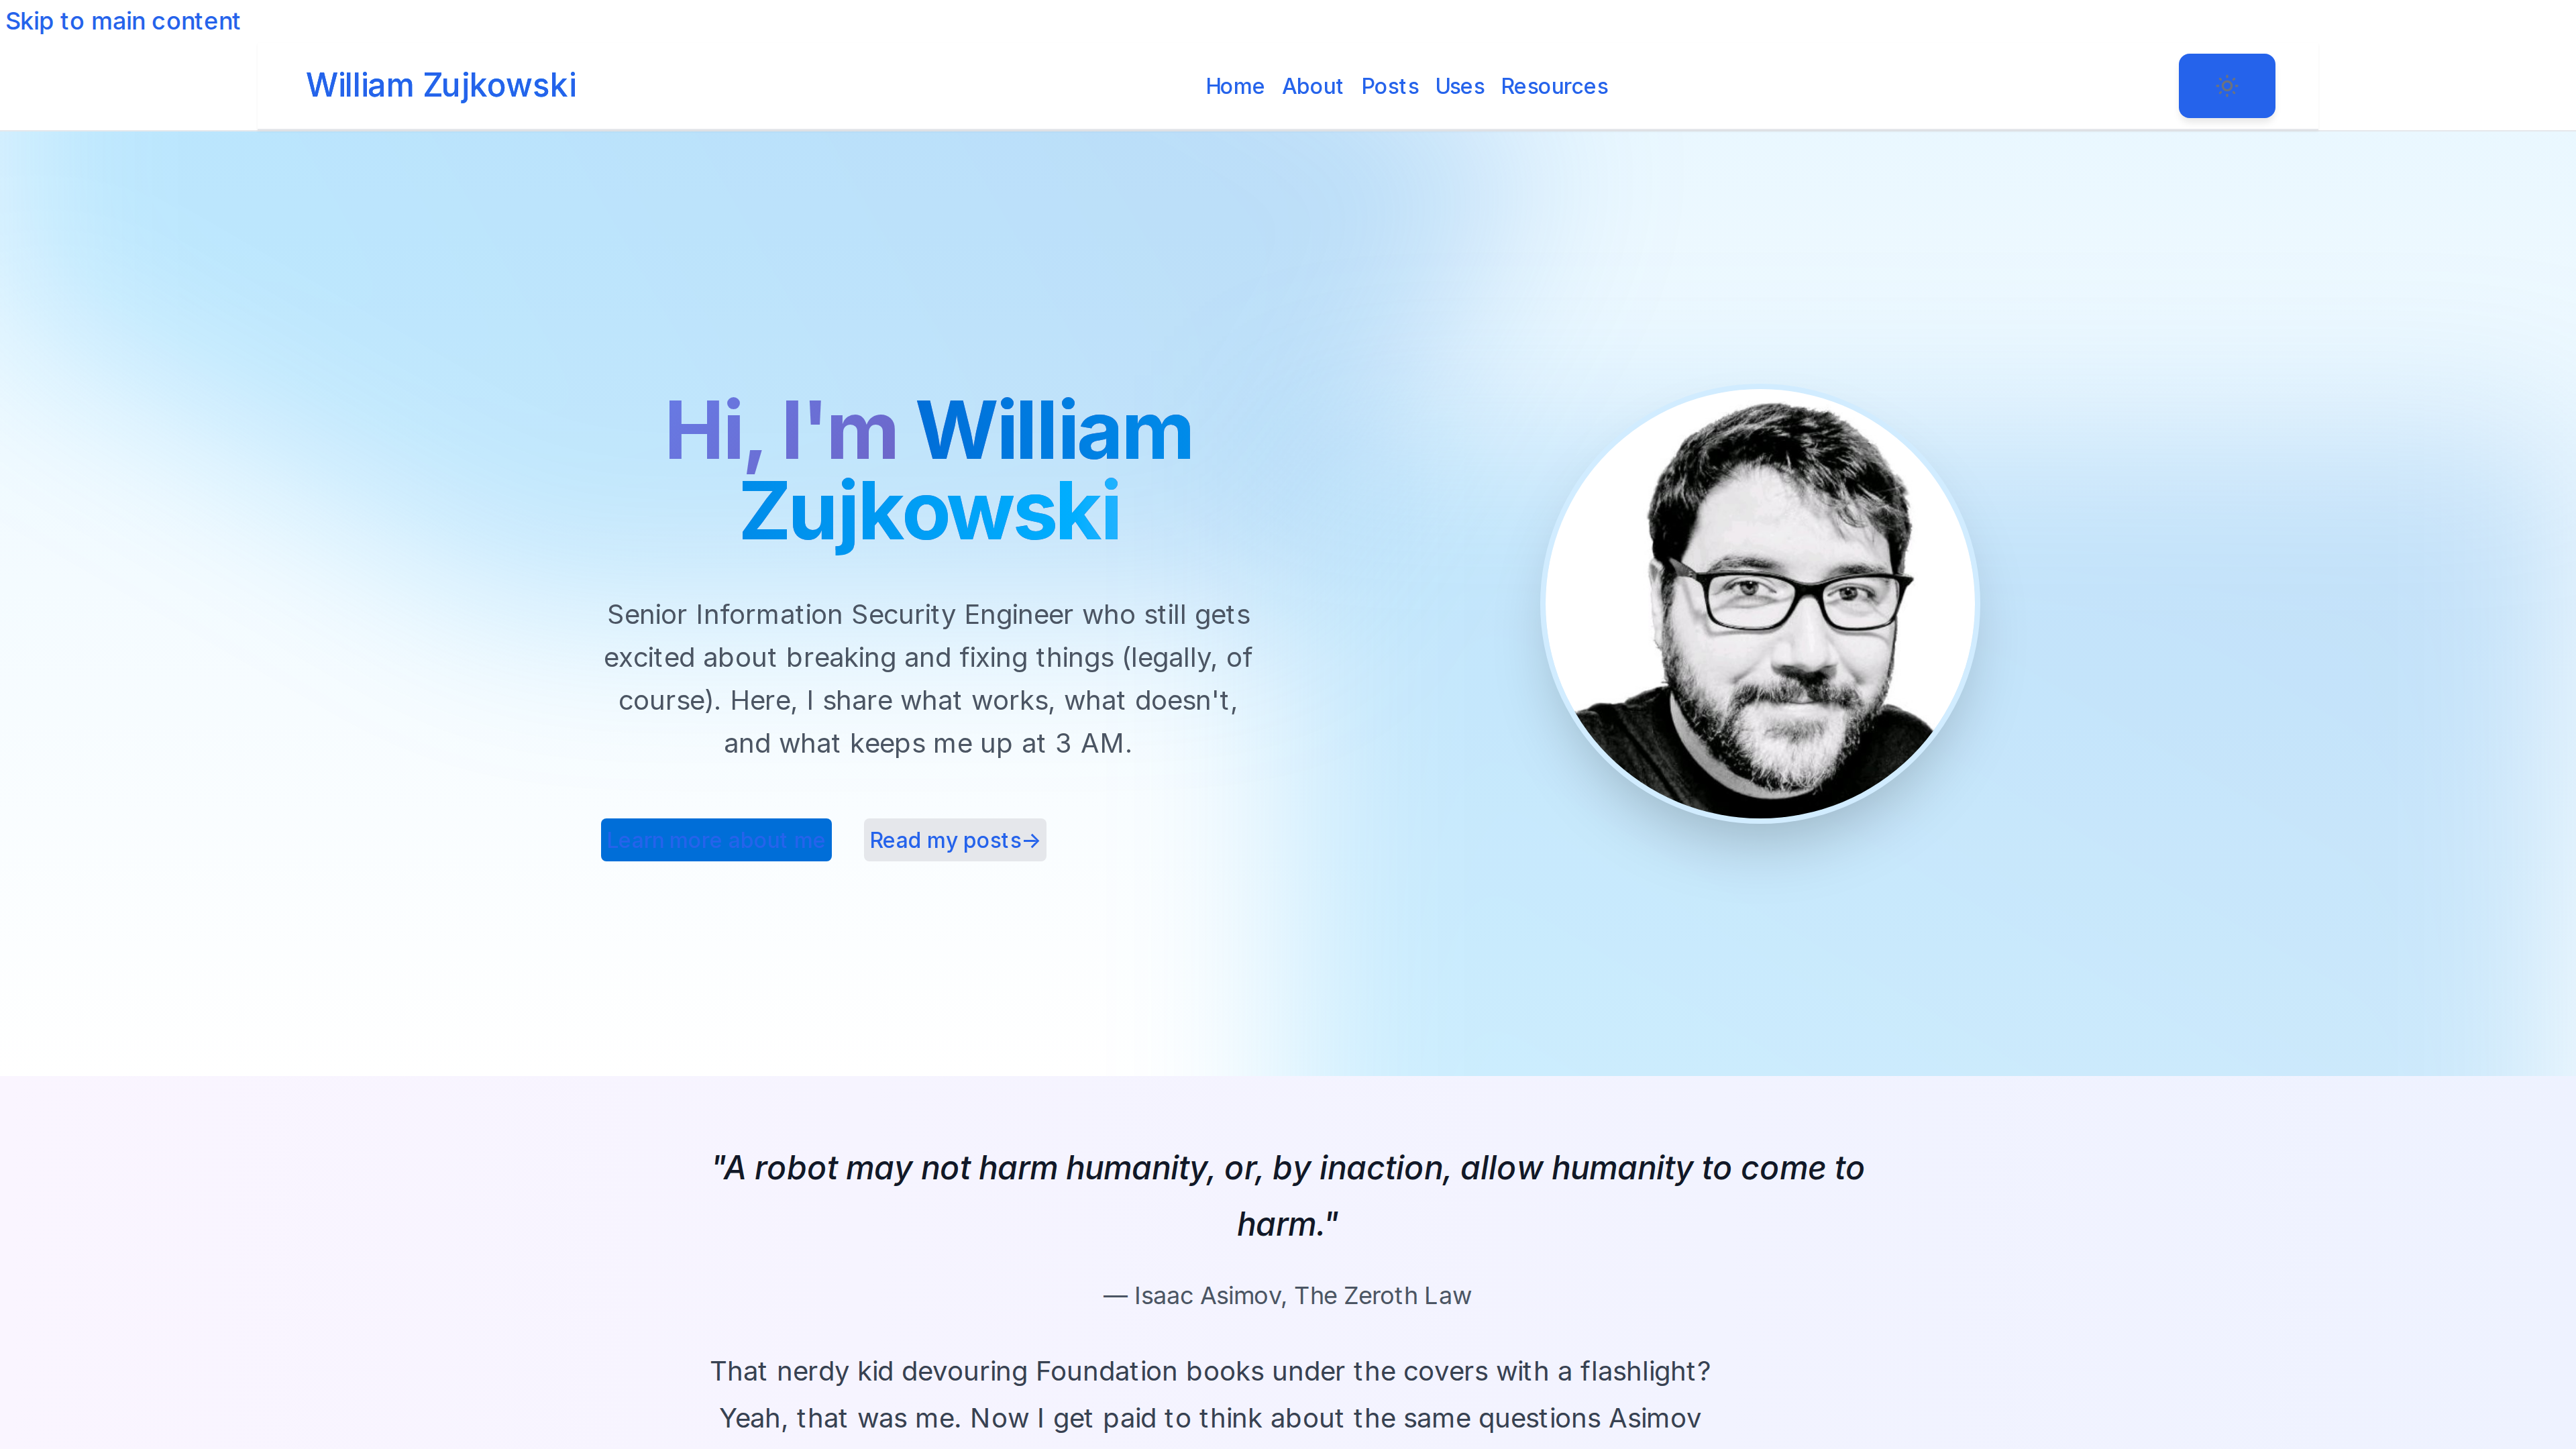 Skip to main content
William Zujkowski
Home About Posts Uses Resources
Hi, I'm William
Zujkowski
Senior Information Security Engineer who still gets
excited about breaking and fixing things (legally, of
course). Here, I share what works, what doesn't,
and what keeps me up at 3 AM.
Learn more about me
Read my posts→
"A robot may not harm humanity, or, by inaction, allow humanity to come to
harm."
— Isaac Asimov, The Zeroth Law
That nerdy kid devouring Foundation books under the covers with a flashlight?
Yeah, that was me. Now I get paid to think about the same questions Asimov